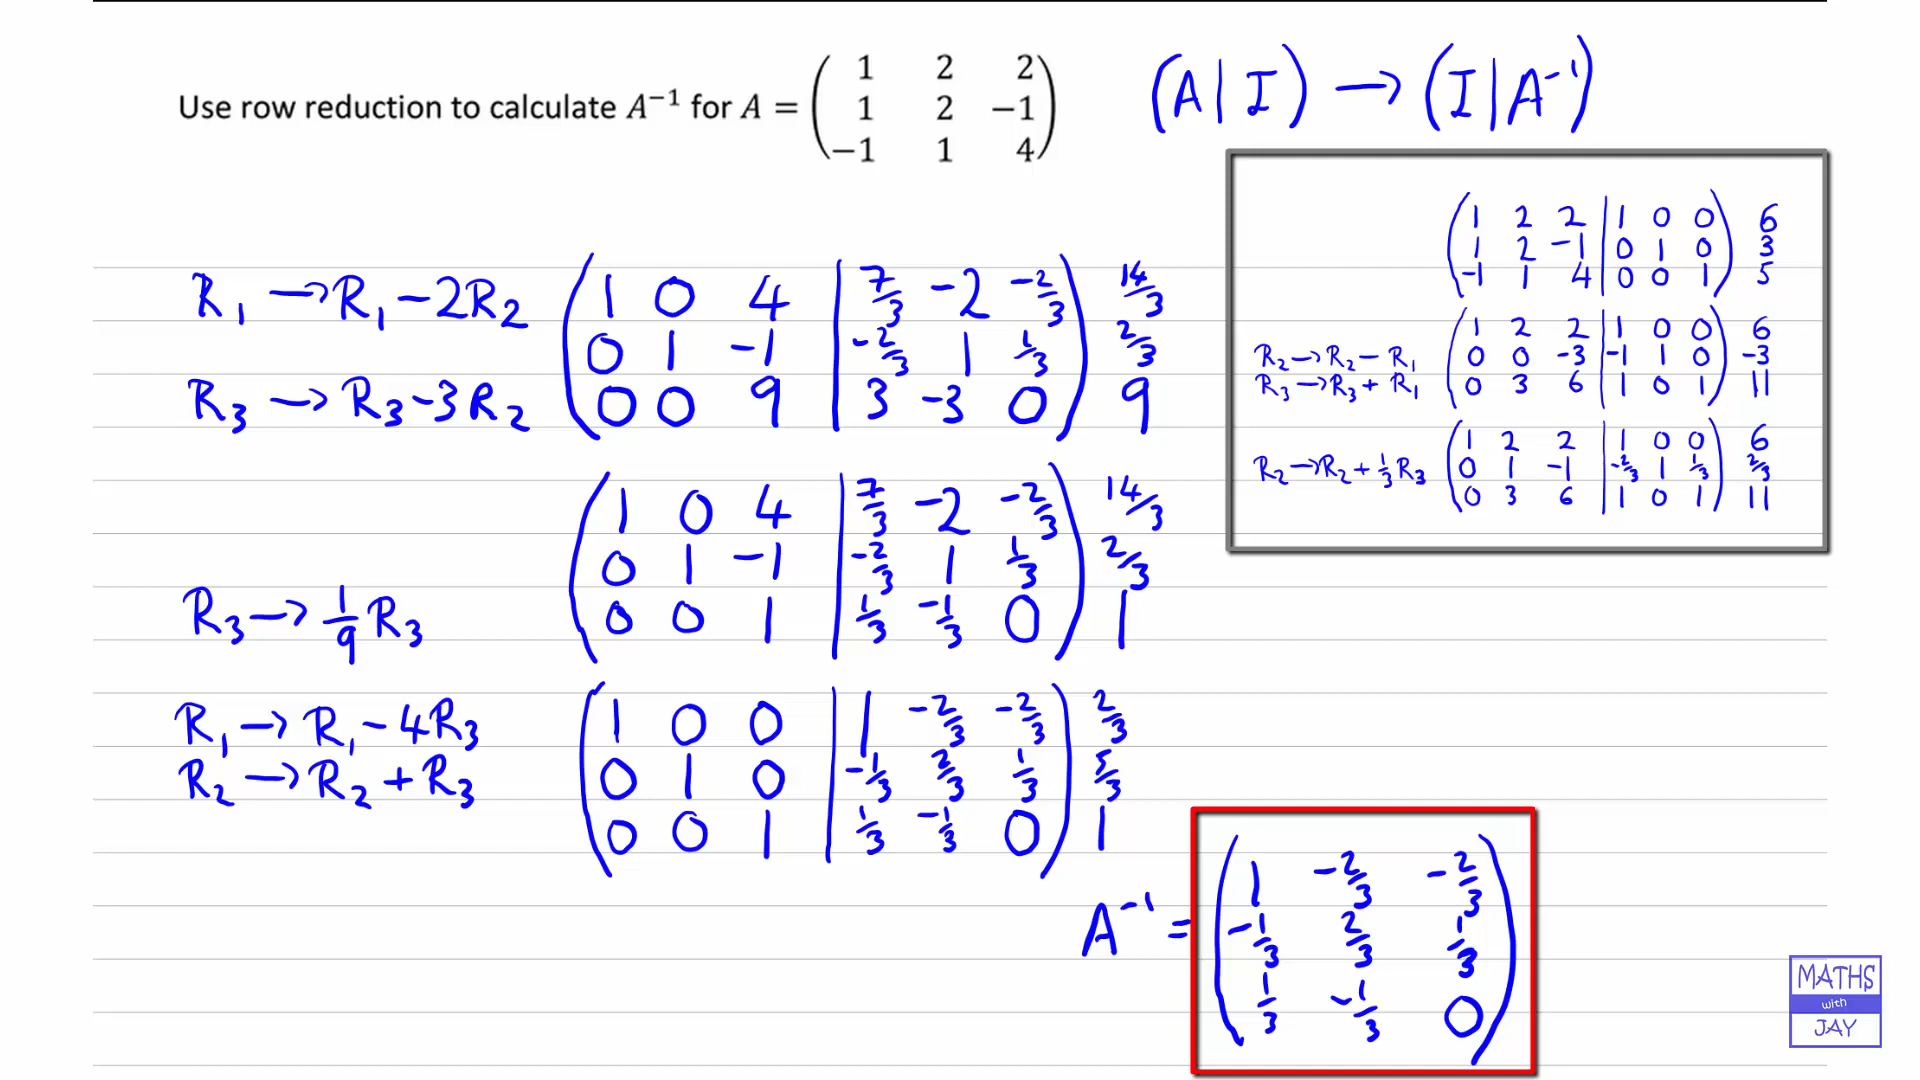 Use row reduction to calculate A⁻¹ for A = ( 1 2 2
1 2 −1
−1 1 4 )
(A | I) → (I | A⁻¹)
( 1 2 2 | 1 0 0 ) 6
( 1 2 −1 | 0 1 0 ) 3
( −1 1 4 | 0 0 1 ) 5
( 1 2 2 | 1 0 0 ) 6
R₂ → R₂ − R₁ ( 0 0 −3 | −1 1 0 ) −3
R₃ → R₃ + R₁ ( 0 3 6 | 1 0 1 ) 11
( 1 2 2 | 1 0 0 ) 6
R₂ → R₂ + 1/3 R₃ ( 0 1 −1 | −2/3 1 1/3 ) 2/3
( 0 3 6 | 1 0 1 ) 11
R₁ → R₁ − 2R₂ ( 1 0 4 | 7/3 −2 −2/3 ) 14/3
( 0 1 −1 | −2/3 1 1/3 ) 2/3
R₃ → R₃ − 3R₂ ( 0 0 9 | 3 −3 0 ) 9
( 1 0 4 | 7/3 −2 −2/3 ) 14/3
( 0 1 −1 | −2/3 1 1/3 ) 2/3
R₃ → 1/9 R₃ ( 0 0 1 | 1/3 −1/3 0 ) 1
R₁ → R₁ − 4R₃ ( 1 0 0 | 1 −2/3 −2/3 ) 2/3
R₂ → R₂ + R₃ ( 0 1 0 | −1/3 2/3 1/3 ) 5/3
( 0 0 1 | 1/3 −1/3 0 ) 1
A⁻¹ = ( 1 −2/3 −2/3
−1/3 2/3 1/3
1/3 −1/3 0 )
MATHS
with
JAY